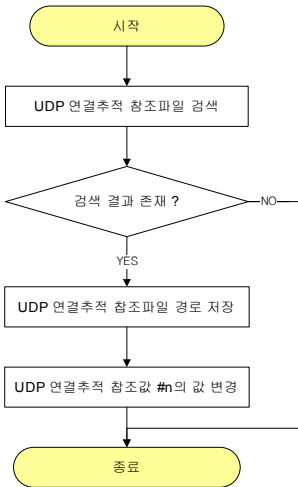 시작
UDP 연결추적 참조파일 검색
검색 결과 존재 ?
NO
YES
UDP 연결추적 참조파일 경로 저장
UDP 연결추적 참조값 #n의 값 변경
종료